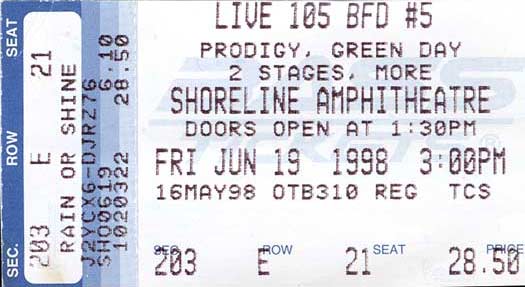 LIVE 105 BFD #5
PRODIGY, GREEN DAY
2 STAGES, MORE
SHORELINE AMPHITHEATRE
DOORS OPEN AT 1:30PM
FRI JUN 19 1998 3:00PM
16MAY98 OTB310 REG TCS
SEC. ROW SEAT PRICE
203 E 21 28.50
SEC. ROW SEAT
203 E 21
RAIN OR SHINE
J2YCX6-DJRZ76
SHO0619 6.10
1020322 28.50